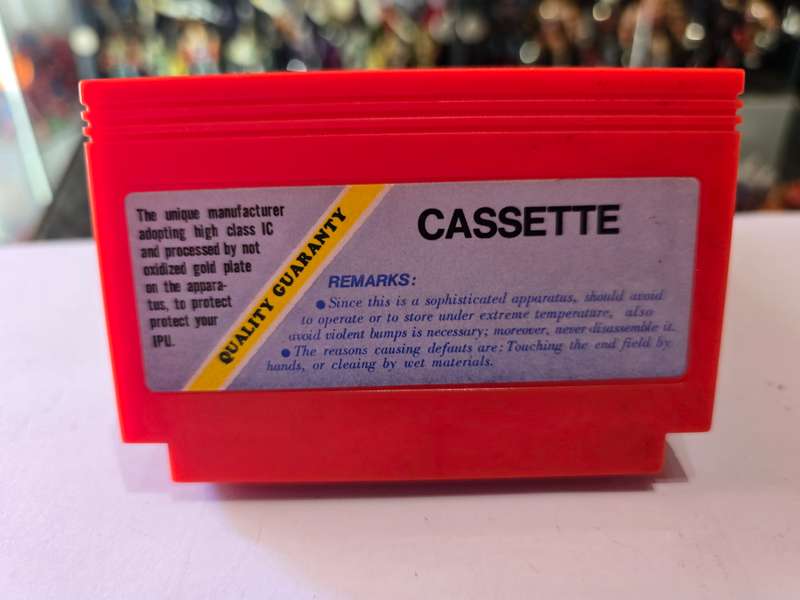 The unique manufacturer
adopting high class IC
and processed by not
oxidized gold plate
on the appara-
tus, to protect
protect your
IPU.
QUALITY GUARANTY
CASSETTE
REMARKS:
● Since this is a sophisticated apparatus, should avoid
to operate or to store under extreme temperature, also
avoid violent bumps is necessary; moreover, never disassemble it.
● The reasons causing defauts are: Touching the end field by
hands, or cleaing by wet materials.